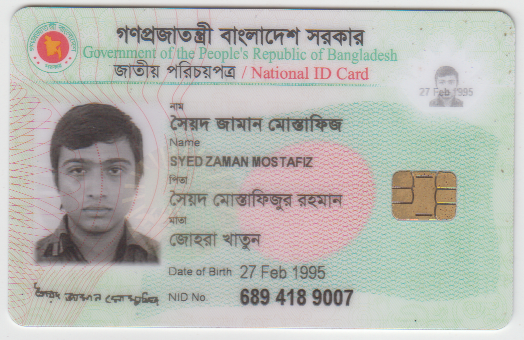 গণপ্রজাতন্ত্রী বাংলাদেশ সরকার
Government of the People's Republic of Bangladesh
জাতীয় পরিচয়পত্র / National ID Card
27 Feb 1995
নাম
সৈয়দ জামান মোস্তাফিজ
Name
SYED ZAMAN MOSTAFIZ
পিতা
সৈয়দ মোস্তাফিজুর রহমান
মাতা
জোহরা খাতুন
Date of Birth 27 Feb 1995
সৈয়দ জামান মোস্তাফিজ
NID No. 689 418 9007